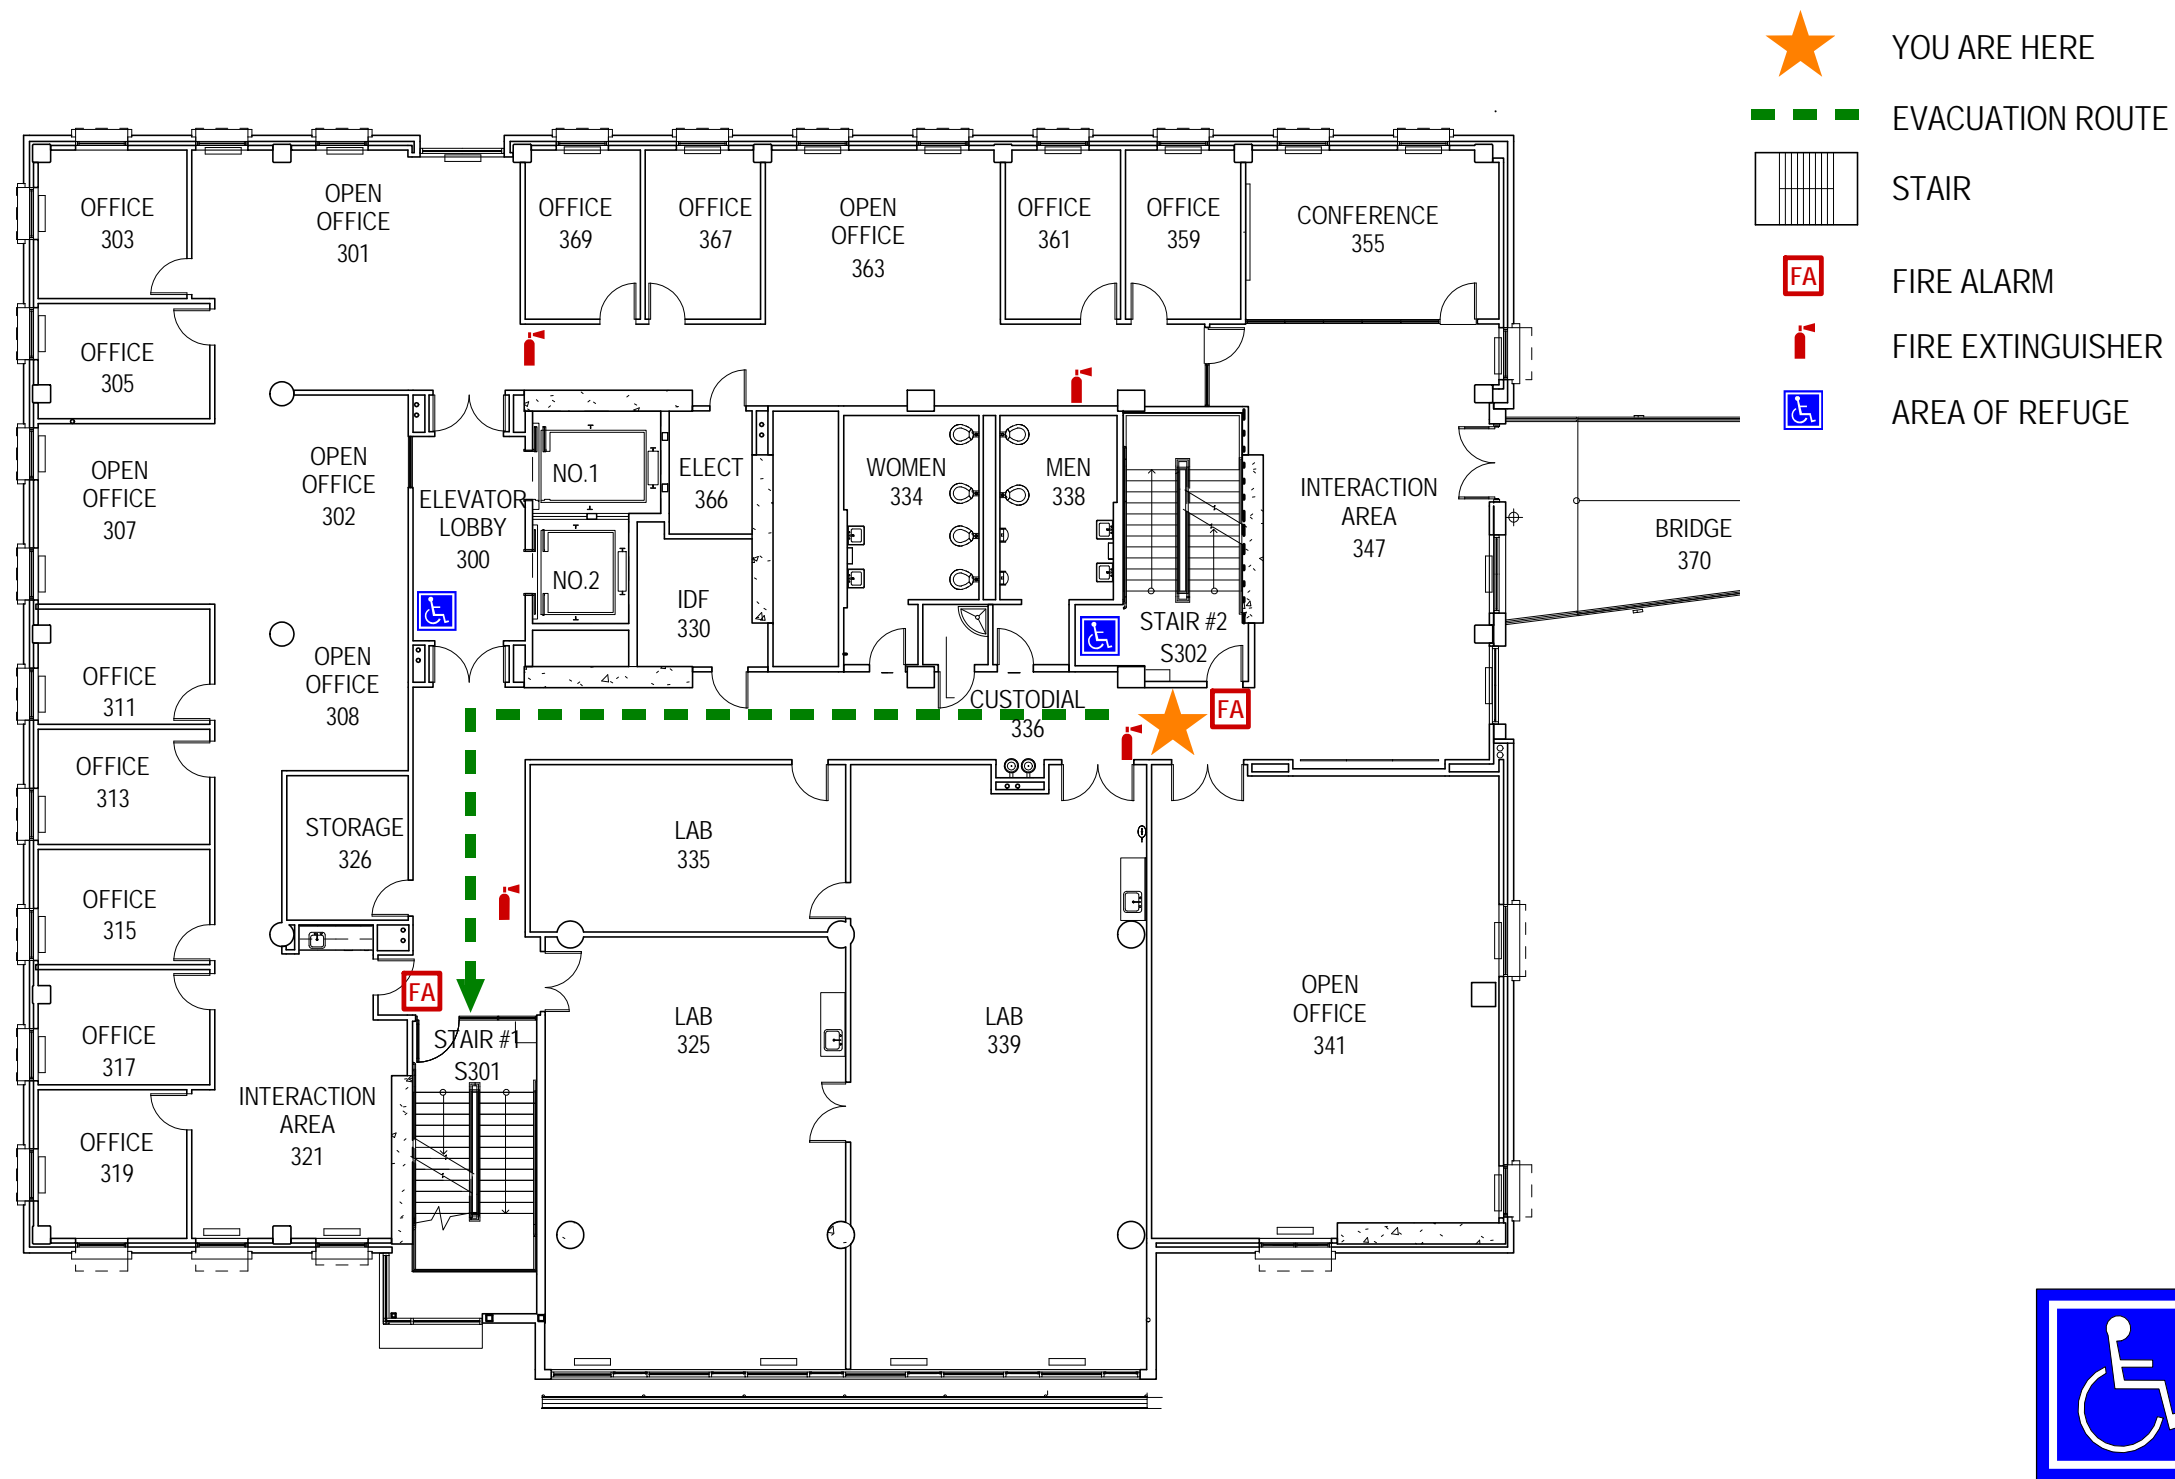 YOU ARE HERE
EVACUATION ROUTE
STAIR
FA
FIRE ALARM
FIRE EXTINGUISHER
AREA OF REFUGE
OFFICE
303
OPEN
OFFICE
301
OFFICE
369
OFFICE
367
OPEN
OFFICE
363
OFFICE
361
OFFICE
359
CONFERENCE
355
OFFICE
305
OPEN
OFFICE
307
OPEN
OFFICE
302
ELEVATOR
LOBBY
300
NO.1
NO.2
ELECT
366
IDF
330
WOMEN
334
MEN
338
STAIR #2
S302
INTERACTION
AREA
347
BRIDGE
370
OFFICE
311
OPEN
OFFICE
308
CUSTODIAL
336
FA
OFFICE
313
STORAGE
326
LAB
335
OFFICE
315
FA
OFFICE
317
STAIR #1
S301
LAB
325
LAB
339
OPEN
OFFICE
341
INTERACTION
AREA
321
OFFICE
319